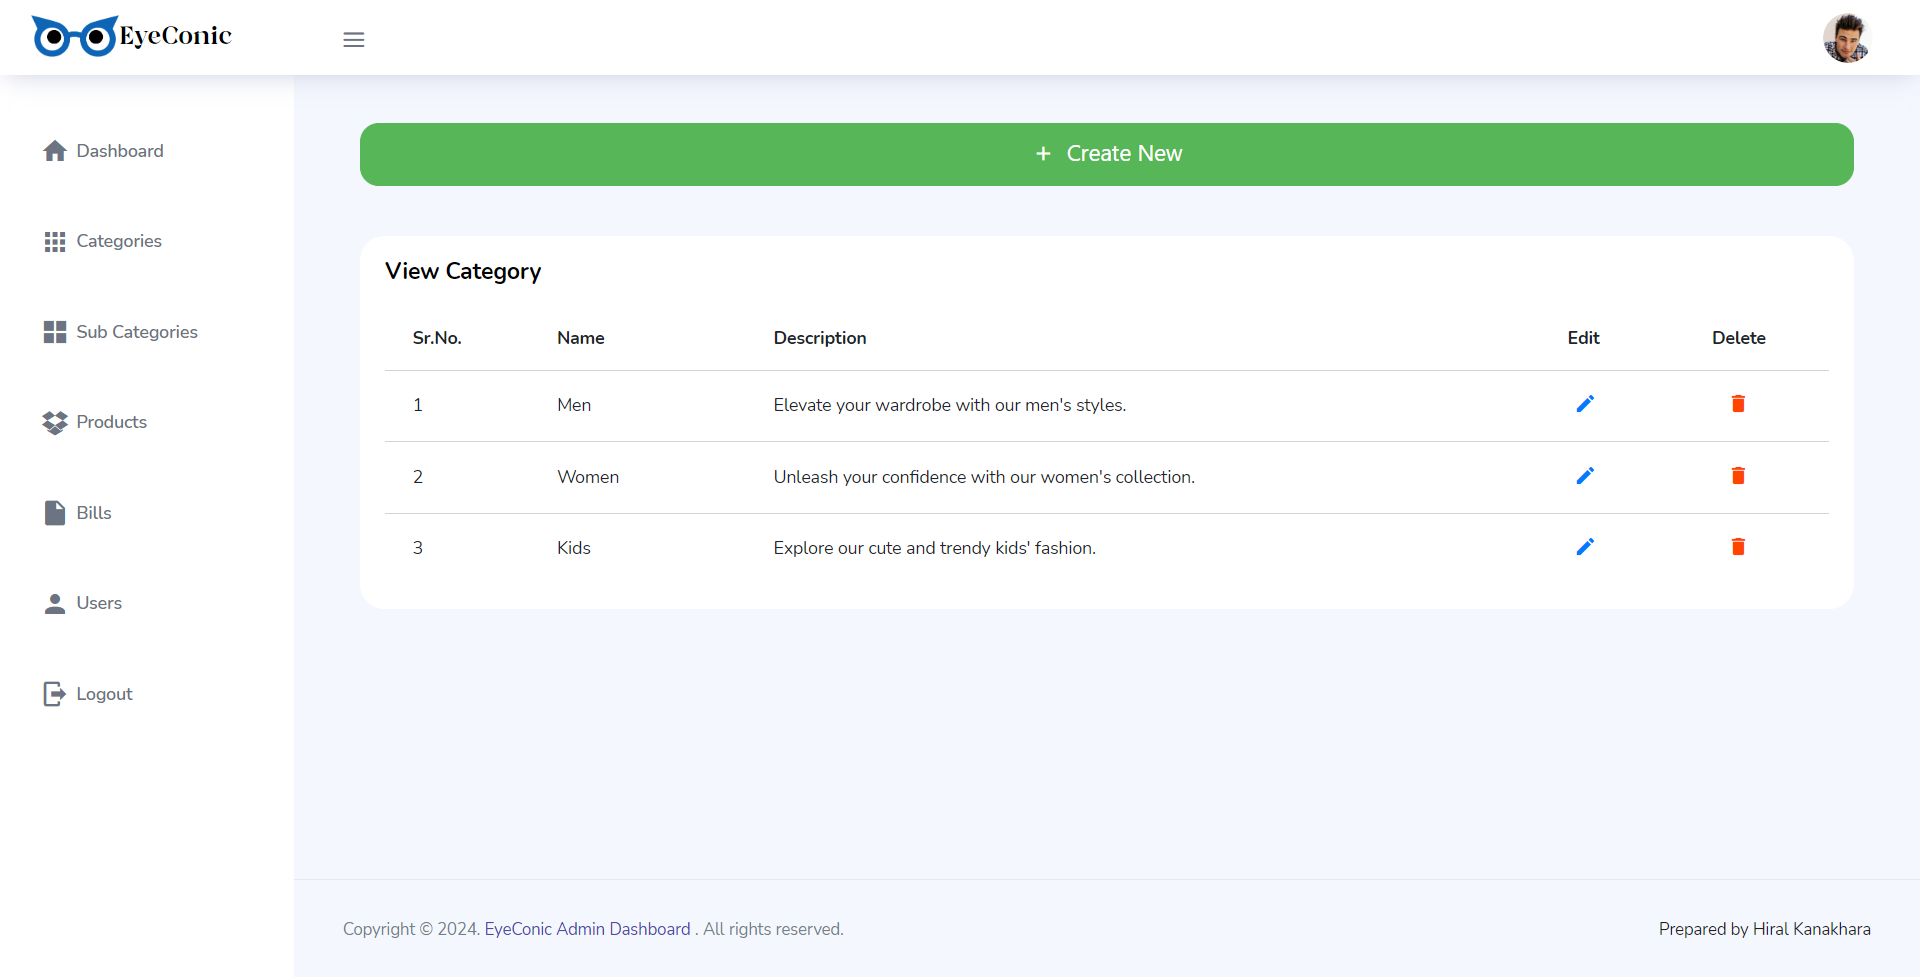 EyeConic
Dashboard
Categories
Sub Categories
Products
Bills
Users
Logout
+ Create New
View Category
Sr.No. Name Description Edit Delete
1 Men Elevate your wardrobe with our men's styles.
2 Women Unleash your confidence with our women's collection.
3 Kids Explore our cute and trendy kids' fashion.
Copyright © 2024. EyeConic Admin Dashboard . All rights reserved. Prepared by Hiral Kanakhara